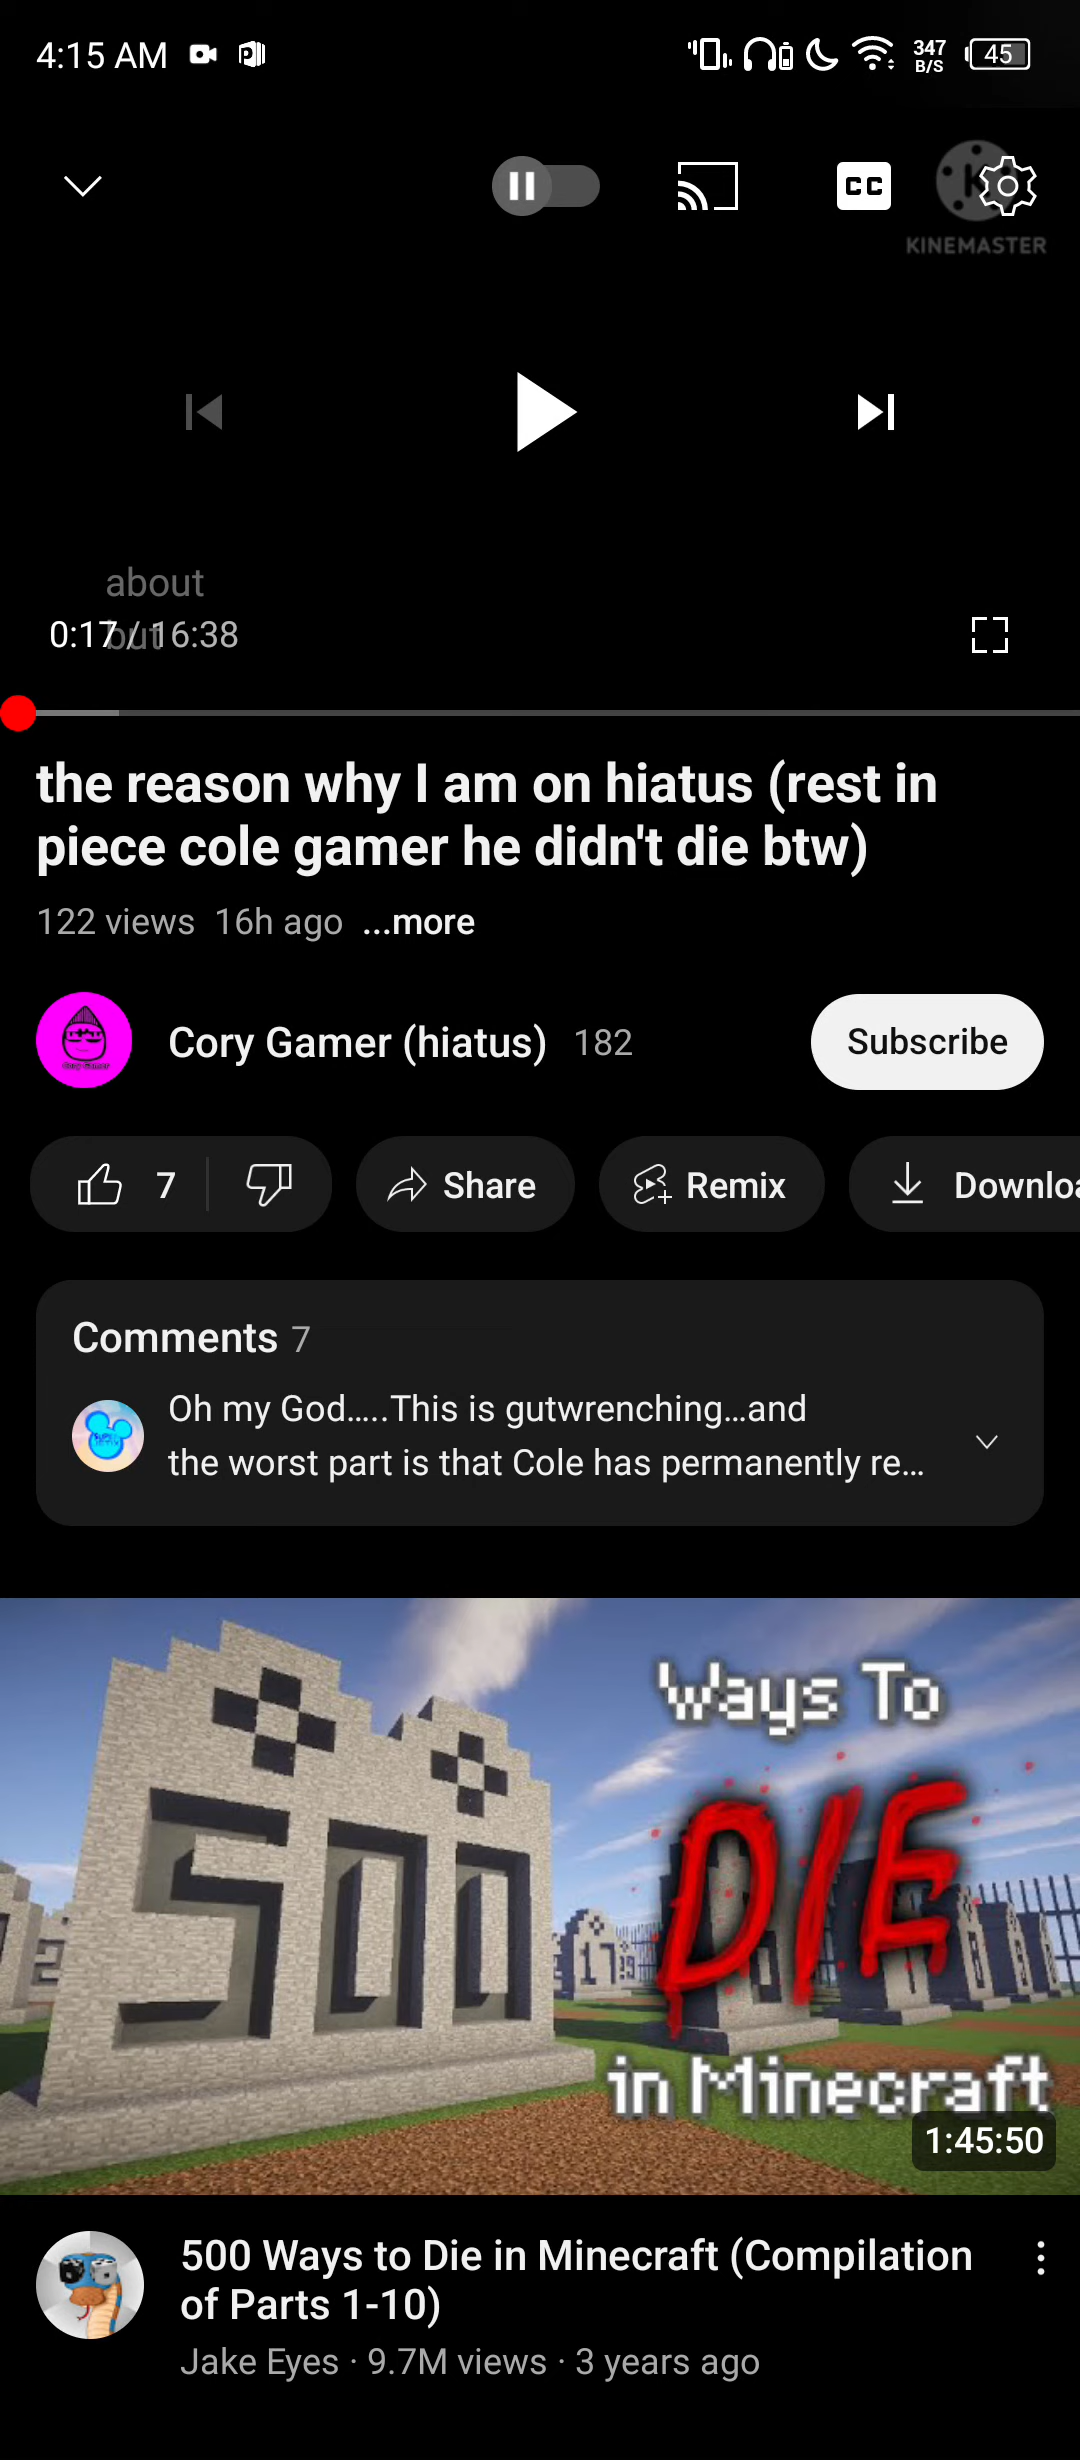 4:15 AM
347
B/S
45
CC
KINEMASTER
about
but
0:17 / 16:38
the reason why I am on hiatus (rest in
piece cole gamer he didn't die btw)
122 views 16h ago ...more
Cory Gamer (hiatus) 182
Subscribe
7
Share
Remix
Downloa
Comments 7
Oh my God.....This is gutwrenching...and
the worst part is that Cole has permanently re...
500
Ways To
DIE
in Minecraft
1:45:50
500 Ways to Die in Minecraft (Compilation
of Parts 1-10)
Jake Eyes · 9.7M views · 3 years ago